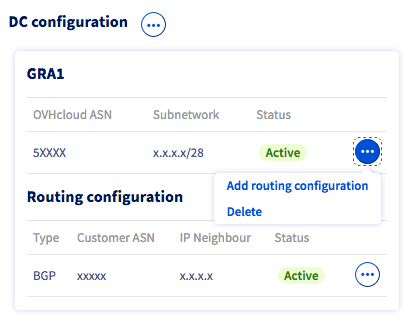 DC configuration
GRA1
OVHcloud ASN Subnetwork Status
5XXXX x.x.x.x/28 Active
Add routing configuration
Delete
Routing configuration
Type Customer ASN IP Neighbour Status
BGP xxxxx x.x.x.x Active